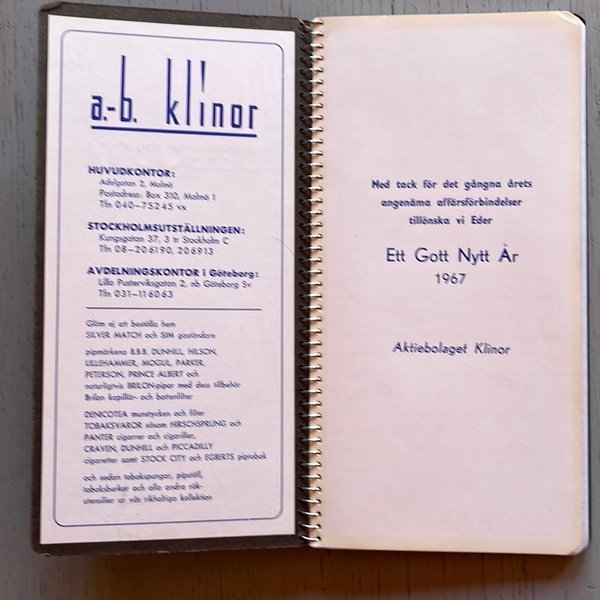 a.-b. klinor
HUVUDKONTOR:
Adelgatan 2, Malmö
Postadress: Box 310, Malmö 1
Tfn 040-75245 vx
STOCKHOLMSUTSTÄLLNINGEN:
Kungsgatan 37, 3 tr Stockholm C
Tfn 08-206190, 206913
AVDELNINGSKONTOR i Göteborg:
Lilla Pusterviksgatan 2, nb Göteborg Sv
Tfn 031-116063
Glöm ej att beställa hem
SILVER MATCH och SIM gaständare
pipmärkena B.B.B. DUNHILL, HILSON,
LILLEHAMMER, MOGUL, PARKER,
PETERSON, PRINCE ALBERT och
naturligtvis BRILON-pipor med dess tillbehör
Brilon kapillär- och batterifilter
DENICOTEA munstycken och filter
TOBAKSVAROR såsom HIRSCHSPRUNG och
PANTER cigarrer och cigariller,
CRAVEN, DUNHILL och PICCADILLY
cigaretter samt STOCK CITY och EGBERTS piptobak
och sedan tobakspungar, pipställ,
tobaksburkar och alla andra rök-
utensilier ur vår rikhaltiga kollektion
Med tack för det gångna årets
angenäma affärsförbindelser
tillönska vi Eder
Ett Gott Nytt År
1967
Aktiebolaget Klinor